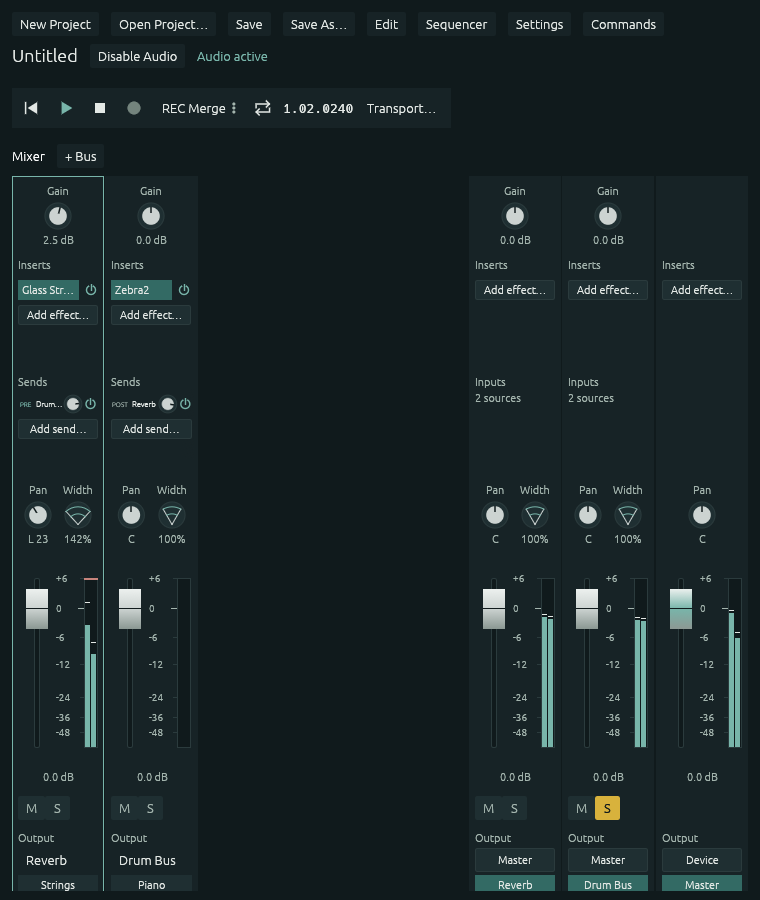 New Project Open Project... Save Save As... Edit Sequencer Settings Commands
Untitled Disable Audio Audio active
REC Merge 1.02.0240 Transport...
Mixer + Bus
Gain Gain Gain Gain
2.5 dB 0.0 dB 0.0 dB 0.0 dB
Inserts Inserts Inserts Inserts Inserts
Glass Str... Zebra2 Add effect... Add effect... Add effect...
Add effect... Add effect...
Sends Sends Inputs Inputs
2 sources 2 sources
PRE Drum... POST Reverb
Add send... Add send...
Pan Width Pan Width Pan Width Pan Width Pan
L 23 142% C 100% C 100% C 100% C
+6 +6 +6 +6 +6
0 0 0 0 0
-6 -6 -6 -6 -6
-12 -12 -12 -12 -12
-24 -24 -24 -24 -24
-36 -36 -36 -36 -36
-48 -48 -48 -48 -48
0.0 dB 0.0 dB 0.0 dB 0.0 dB 0.0 dB
M S M S M S M S
Output Output Output Output Output
Reverb Drum Bus Master Master Device
Strings Piano Reverb Drum Bus Master